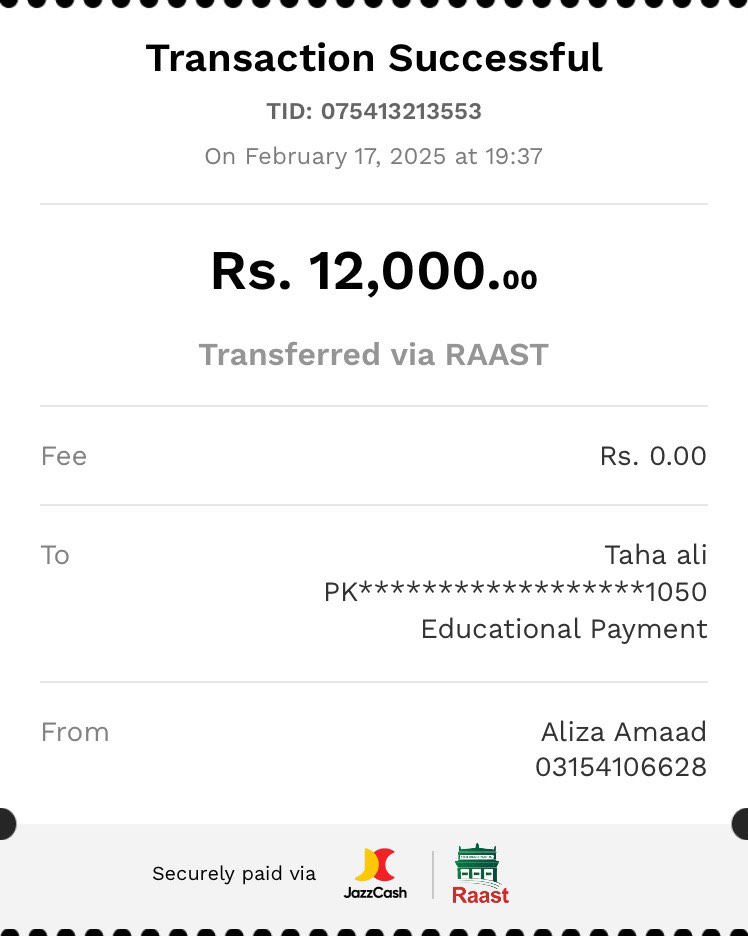 Transaction Successful
TID: 075413213553
On February 17, 2025 at 19:37
Rs. 12,000.00
Transferred via RAAST
Fee Rs. 0.00
To Taha ali
PK******************1050
Educational Payment
From Aliza Amaad
03154106628
Securely paid via JazzCash Raast